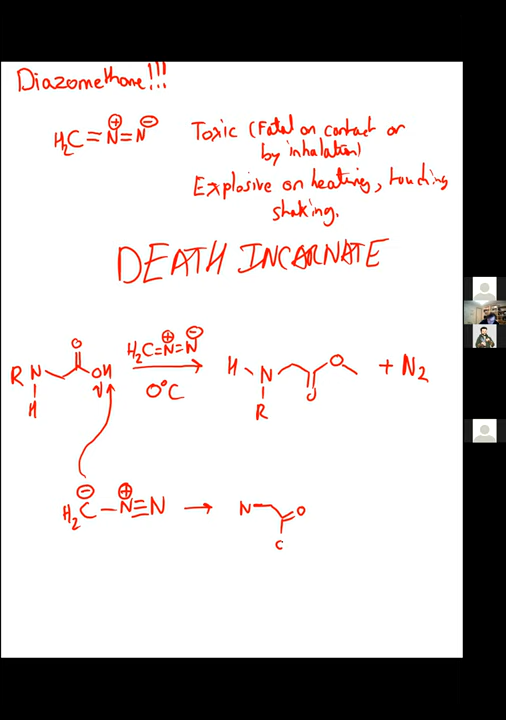 Diazomethane!!!
H₂C=N⊕=N⊖
Toxic (Fatal on contact or
by inhalation)
Explosive on heating, touching
shaking.
DEATH INCARNATE
H₂C=N⊕=N⊖
O
R N OH
H
0°C
H N O
O
R
+ N₂
⊖ ⊕
H₂C-N≡N → N O
O